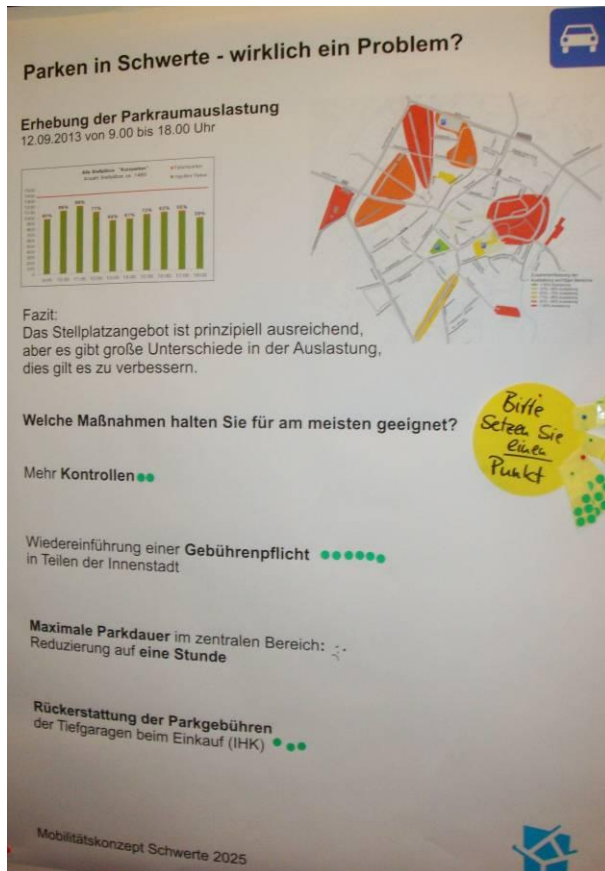 Parken in Schwerte - wirklich ein Problem?
Erhebung der Parkraumauslastung
12.09.2013 von 9.00 bis 18.00 Uhr
Fazit:
Das Stellplatzangebot ist prinzipiell ausreichend,
aber es gibt große Unterschiede in der Auslastung,
dies gilt es zu verbessern.
Welche Maßnahmen halten Sie für am meisten geeignet?
Bitte
Setzen Sie
einen
Punkt
Mehr Kontrollen
Wiedereinführung einer Gebührenpflicht
in Teilen der Innenstadt
Maximale Parkdauer im zentralen Bereich:
Reduzierung auf eine Stunde
Rückerstattung der Parkgebühren
der Tiefgaragen beim Einkauf (IHK)
Mobilitätskonzept Schwerte 2025